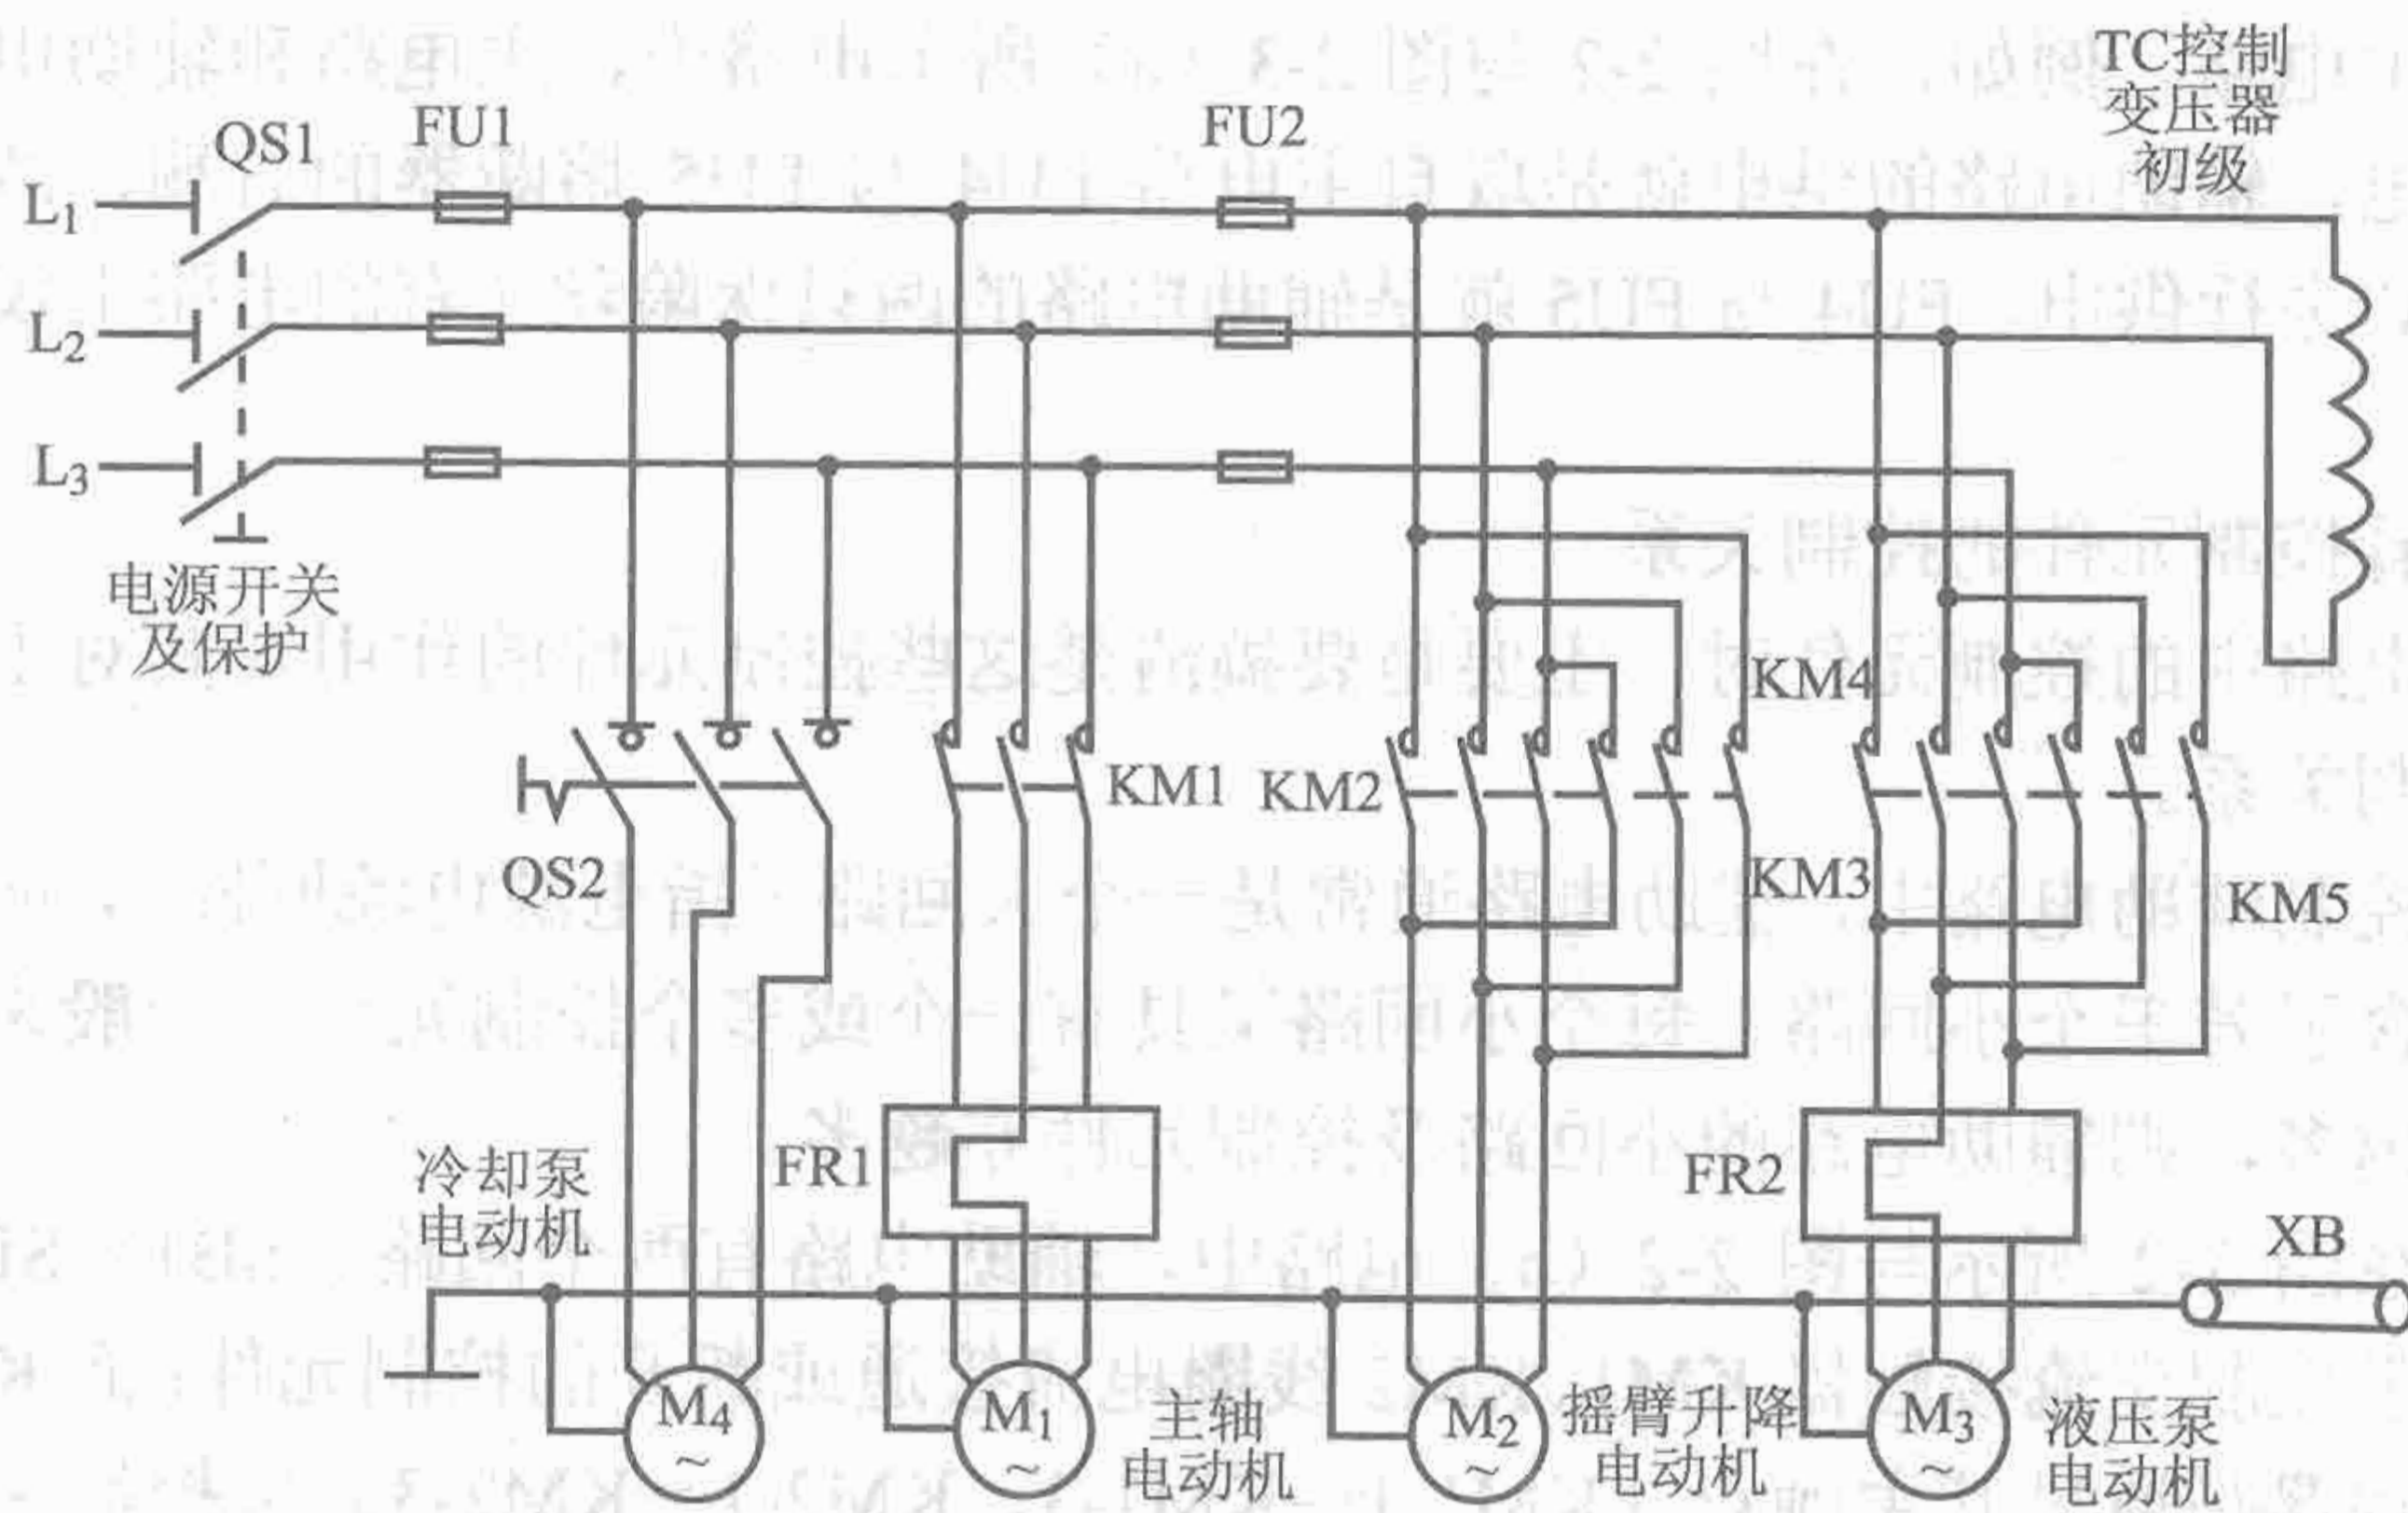 TC控制
变压器
初级
QS1
FU1
FU2
L1
L2
L3
电源开关
及保护
KM4
KM1
KM2
QS2
KM3
KM5
冷却泵
电动机
FR1
FR2
XB
M4
~
M1
~
主轴
电动机
M2
~
摇臂升降
电动机
M3
~
液压泵
电动机